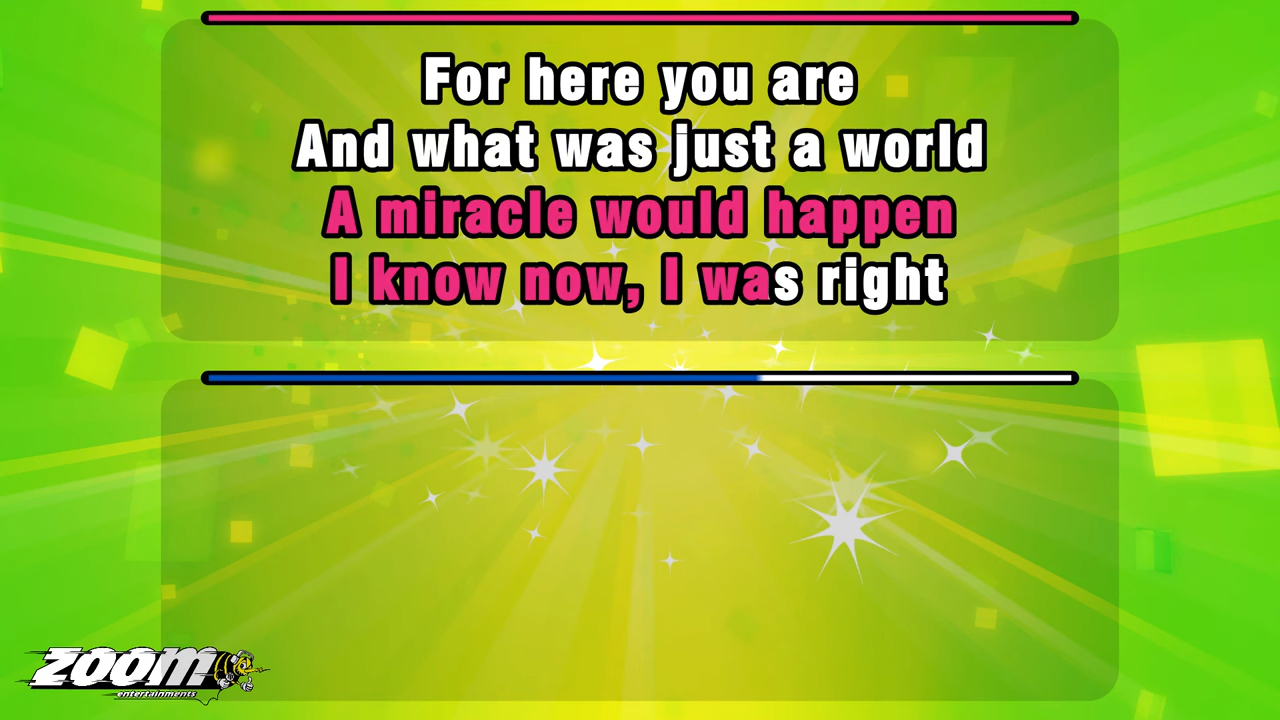 For here you are
And what was just a world
A miracle would happen
I know now, I was right
zoom
entertainments